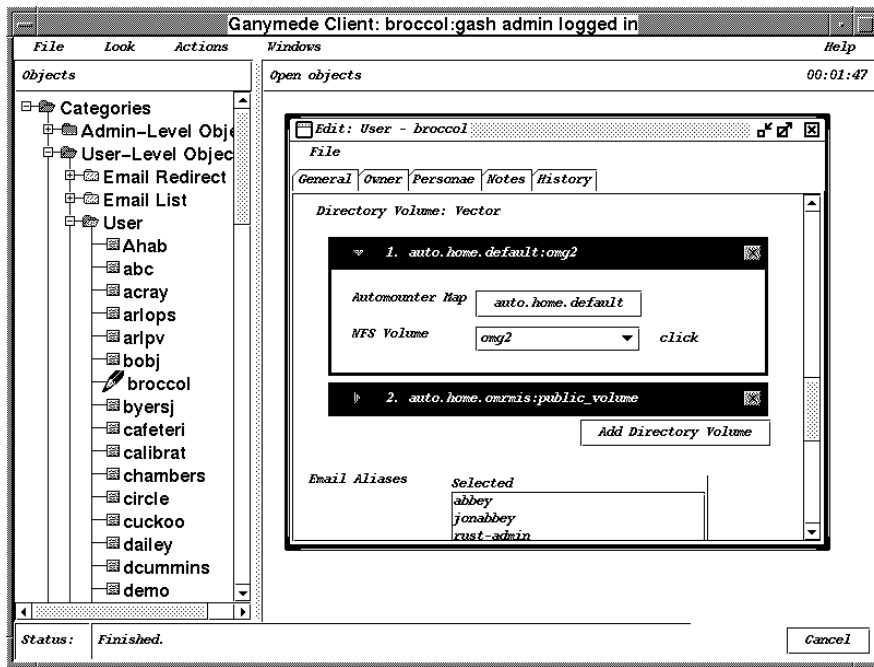 Ganymede Client: broccol:gash admin logged in
File Look Actions Windows Help
Objects
Open objects 00:01:47
Categories
Admin-Level Obje
User-Level Objec
Email Redirect
Email List
User
Ahab
abc
acray
arlops
arlpv
bobj
broccol
byersj
cafeteri
calibrat
chambers
circle
cuckoo
dailey
dcummins
demo
Edit: User - broccol
File
General Owner Personae Notes History
Directory Volume: Vector
1. auto.home.default:omg2
Automounter Map auto.home.default
NFS Volume omg2 click
2. auto.home.omrmis:public_volume
Add Directory Volume
Email Aliases Selected
abbey
jonabbey
rust-admin
Status: Finished. Cancel